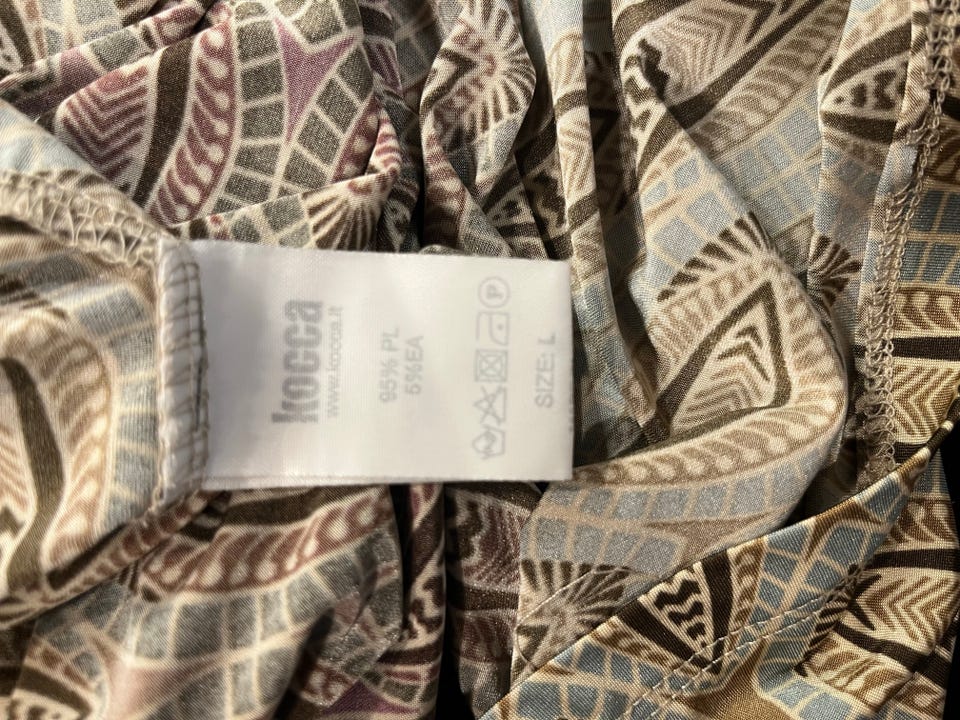 kocca
www.kocca.it
95% PL
5%EA
P
SIZE: L